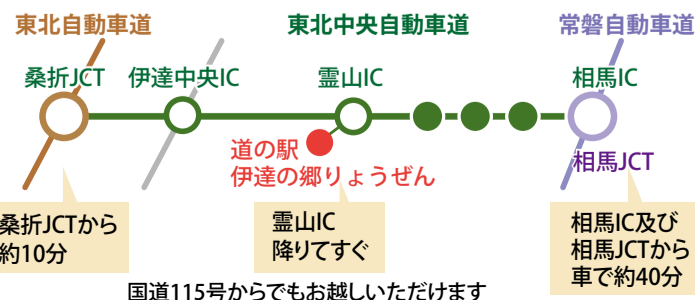 東北自動車道
東北中央自動車道
常磐自動車道
桑折JCT
伊達中央IC
霊山IC
相馬IC
道の駅
伊達の郷りょうぜん
相馬JCT
桑折JCTから
約10分
霊山IC
降りてすぐ
相馬IC及び
相馬JCTから
車で約40分
国道115号からでもお越しいただけます